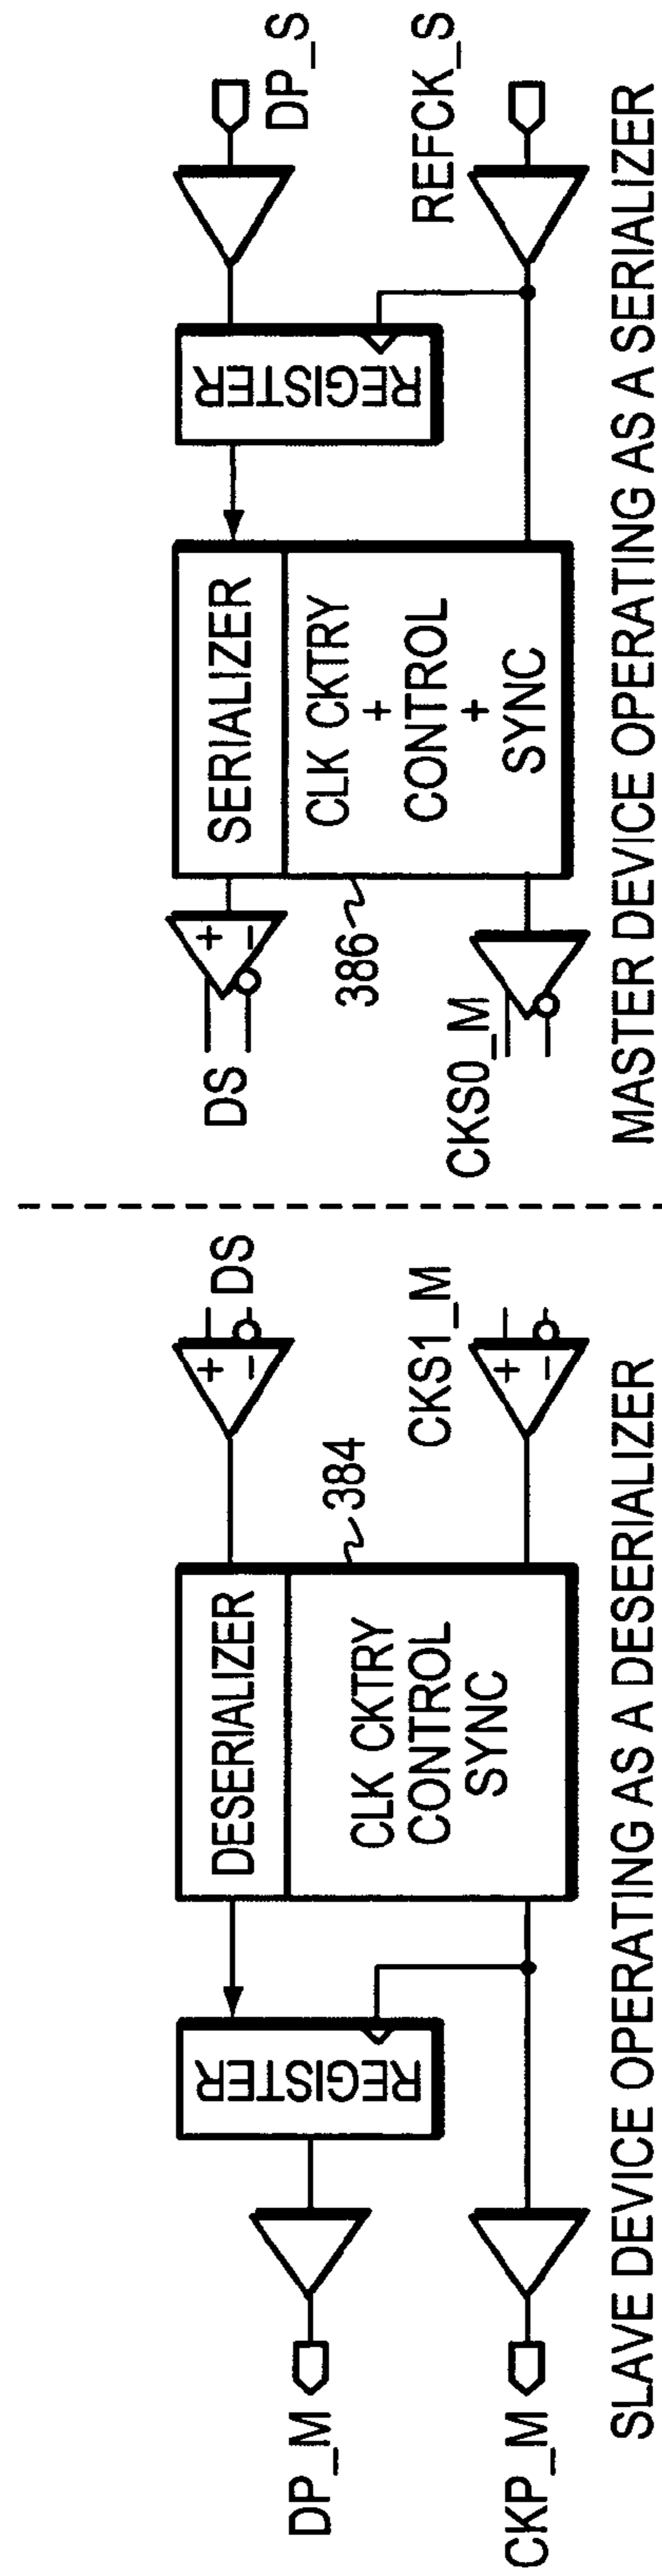 DP_M
CKP_M
REGISTER
DESERIALIZER
CLK CKTRY
CONTROL
SYNC
384
+
−
DS
CKS1_M
+
−
SLAVE DEVICE OPERATING AS A DESERIALIZER
DS
+
−
CKS0_M
386
SERIALIZER
CLK CKTRY
+
CONTROL
+
SYNC
REGISTER
DP_S
REFCK_S
MASTER DEVICE OPERATING AS A SERIALIZER